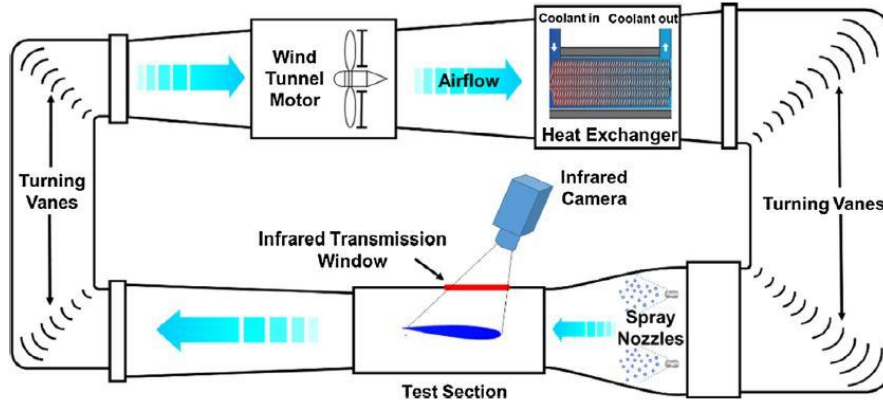 Coolant in Coolant out
Wind
Tunnel
Motor
Airflow
Heat Exchanger
Turning
Vanes
Infrared
Camera
Turning Vanes
Infrared Transmission
Window
Spray
Nozzles
Test Section